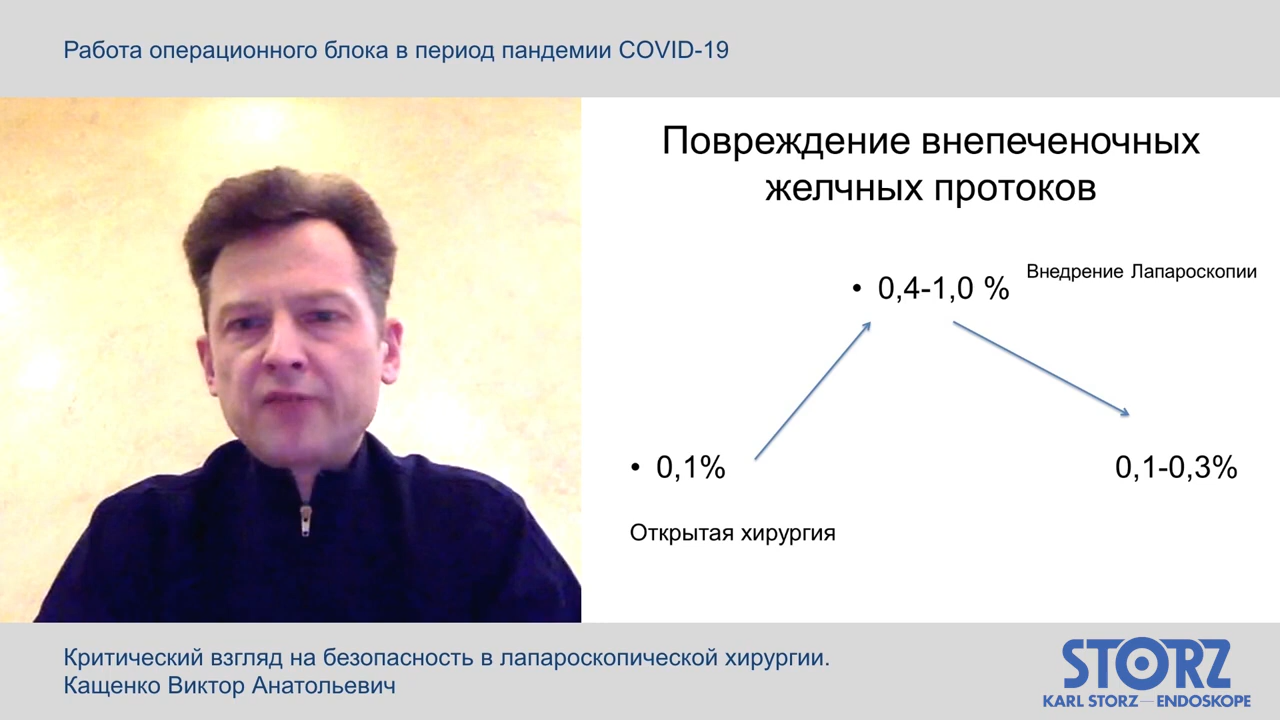 Работа операционного блока в период пандемии COVID-19
Повреждение внепеченочных
желчных протоков
• 0,4-1,0 %
Внедрение Лапароскопии
• 0,1%
0,1-0,3%
Открытая хирургия
Критический взгляд на безопасность в лапароскопической хирургии.
Кащенко Виктор Анатольевич
STORZ
KARL STORZ—ENDOSKOPE